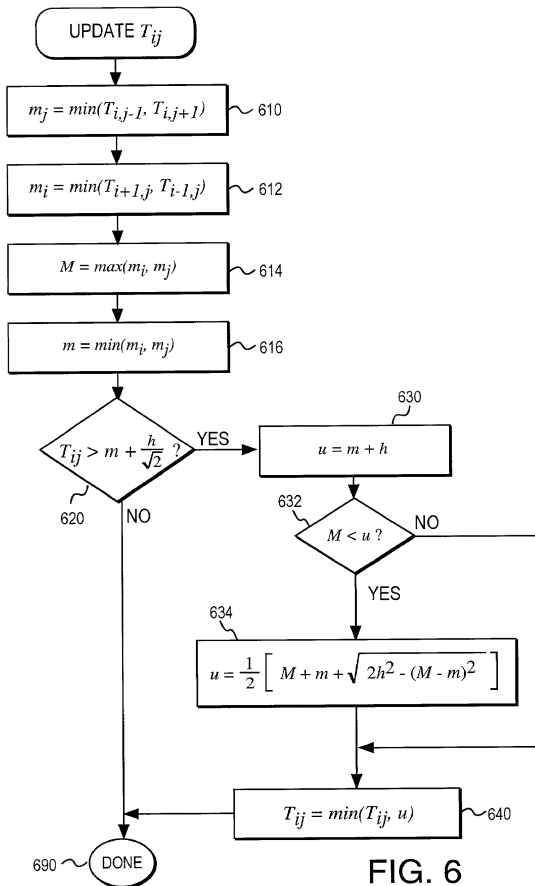 UPDATE T_ij
m_j = min(T_i,j-1, T_i,j+1)
610
m_i = min(T_i+1,j, T_i-1,j)
612
M = max(m_i, m_j)
614
m = min(m_i, m_j)
616
T_ij > m + h/√2 ?
YES
620
NO
630
u = m + h
632
M < u ?
NO
YES
634
u = 1/2 [ M + m + √(2h² - (M - m)²) ]
T_ij = min(T_ij, u)
640
690
DONE
FIG. 6